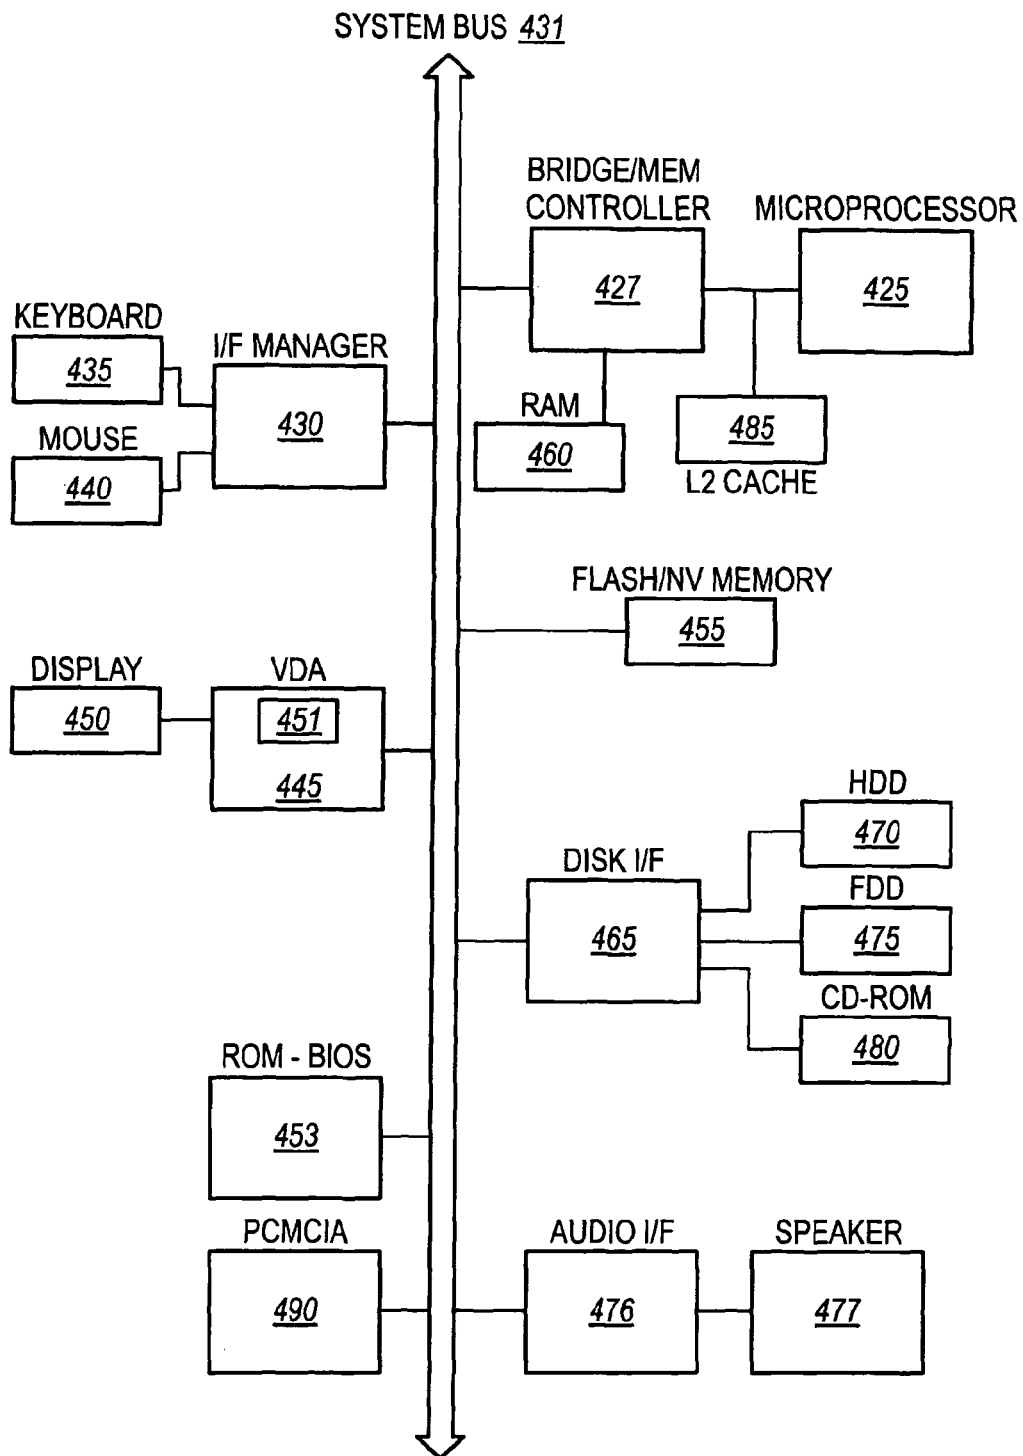 SYSTEM BUS 431
BRIDGE/MEM
CONTROLLER
427
MICROPROCESSOR
425
KEYBOARD
435
I/F MANAGER
430
MOUSE
440
RAM
460
485
L2 CACHE
FLASH/NV MEMORY
455
DISPLAY
450
VDA
451
445
HDD
470
DISK I/F
465
FDD
475
CD-ROM
480
ROM - BIOS
453
PCMCIA
490
AUDIO I/F
476
SPEAKER
477